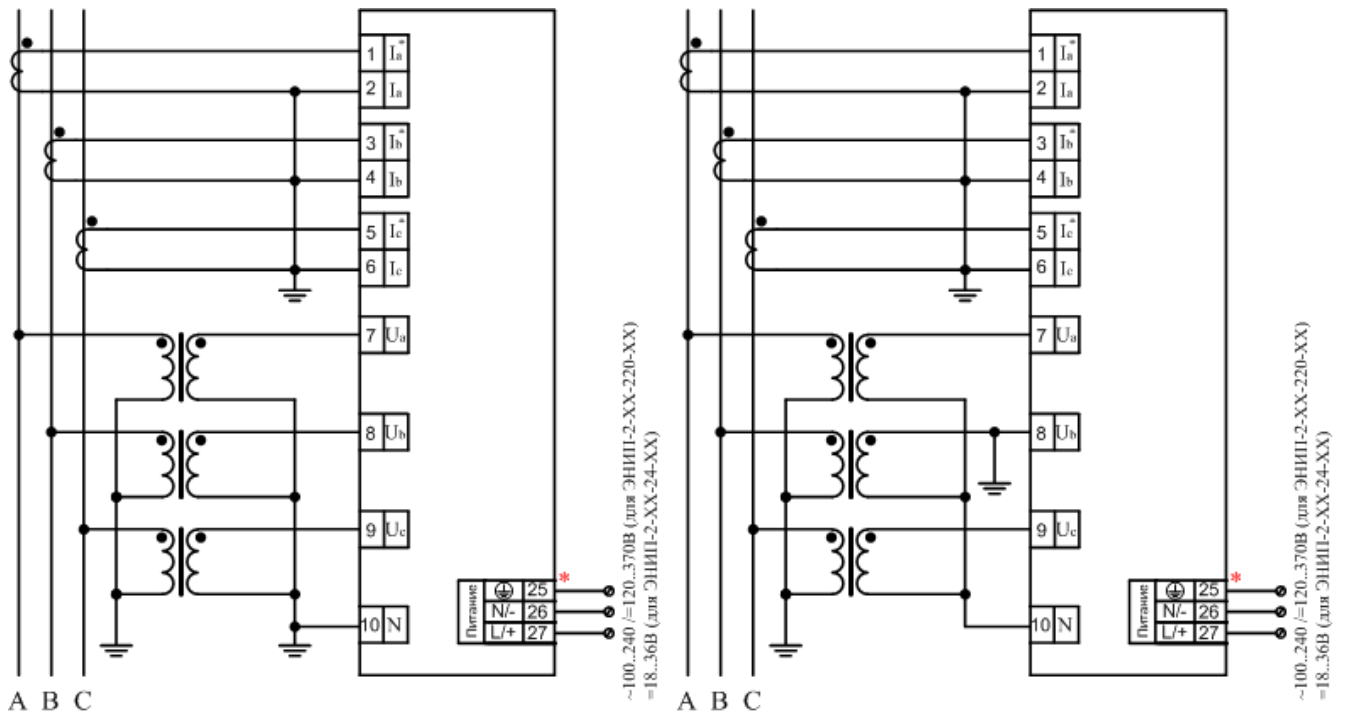 1 Ia*
2 Ia
3 Ib*
4 Ib
5 Ic*
6 Ic
7 Ua
8 Ub
9 Uc
10 N
Питание
25 *
N/- 26
L/+ 27
~100..240 /=120..370В (для ЭНИП-2-ХХ-220-ХХ)
=18..36В (для ЭНИП-2-ХХ-24-ХХ)
A B C
1 Ia*
2 Ia
3 Ib*
4 Ib
5 Ic*
6 Ic
7 Ua
8 Ub
9 Uc
10 N
Питание
25 *
N/- 26
L/+ 27
~100..240 /=120..370В (для ЭНИП-2-ХХ-220-ХХ)
=18..36В (для ЭНИП-2-ХХ-24-ХХ)
A B C